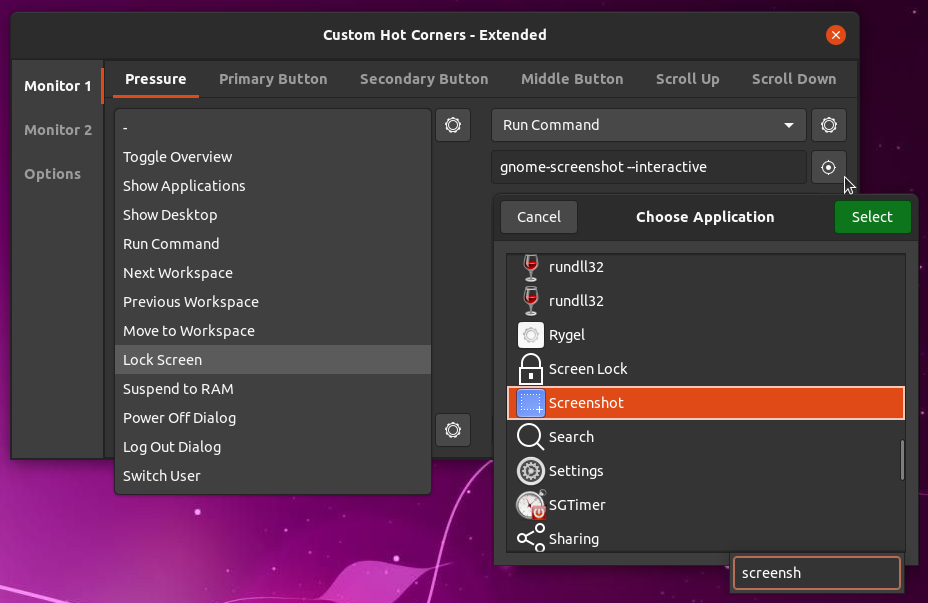 Custom Hot Corners - Extended
Monitor 1
Monitor 2
Options
Pressure
Primary Button
Secondary Button
Middle Button
Scroll Up
Scroll Down
-
Toggle Overview
Show Applications
Show Desktop
Run Command
Next Workspace
Previous Workspace
Move to Workspace
Lock Screen
Suspend to RAM
Power Off Dialog
Log Out Dialog
Switch User
Run Command
gnome-screenshot --interactive
Cancel
Choose Application
Select
rundll32
rundll32
Rygel
Screen Lock
Screenshot
Search
Settings
SGTimer
Sharing
screensh